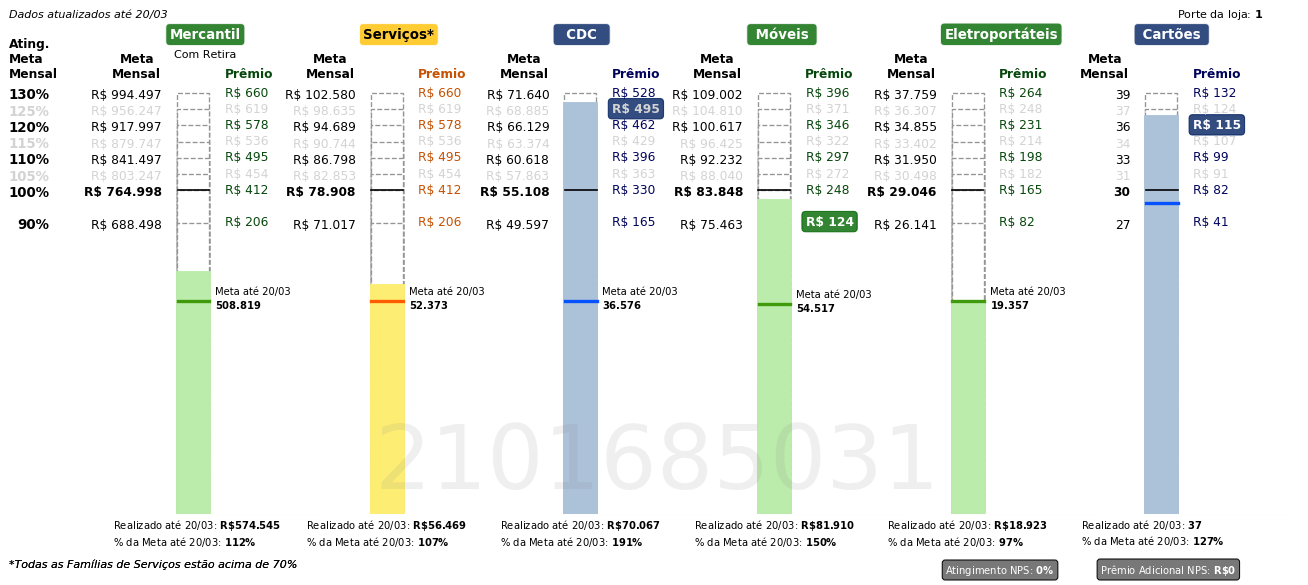 Dados atualizados até 20/03
Porte da loja: 1
Mercantil Serviços* CDC Móveis Eletroportáteis Cartões
Com Retira
Ating. Meta Mensal
Meta Mensal Prêmio Meta Mensal Prêmio Meta Mensal Prêmio Meta Mensal Prêmio Meta Mensal Prêmio Meta Mensal Prêmio
130% R$ 994.497 R$ 660 R$ 102.580 R$ 660 R$ 71.640 R$ 528 R$ 109.002 R$ 396 R$ 37.759 R$ 264 39 R$ 132
125% R$ 956.247 R$ 619 R$ 98.635 R$ 619 R$ 68.885 R$ 495 R$ 104.810 R$ 371 R$ 36.307 R$ 248 37 R$ 124
120% R$ 917.997 R$ 578 R$ 94.689 R$ 578 R$ 66.129 R$ 462 R$ 100.617 R$ 346 R$ 34.855 R$ 231 36 R$ 115
115% R$ 879.747 R$ 536 R$ 90.744 R$ 536 R$ 63.374 R$ 429 R$ 96.425 R$ 322 R$ 33.402 R$ 214 34 R$ 107
110% R$ 841.497 R$ 495 R$ 86.798 R$ 495 R$ 60.618 R$ 396 R$ 92.232 R$ 297 R$ 31.950 R$ 198 33 R$ 99
105% R$ 803.247 R$ 454 R$ 82.853 R$ 454 R$ 57.863 R$ 363 R$ 88.040 R$ 272 R$ 30.498 R$ 182 31 R$ 91
100% R$ 764.998 R$ 412 R$ 78.908 R$ 412 R$ 55.108 R$ 330 R$ 83.848 R$ 248 R$ 29.046 R$ 165 30 R$ 82
90% R$ 688.498 R$ 206 R$ 71.017 R$ 206 R$ 49.597 R$ 165 R$ 75.463 R$ 124 R$ 26.141 R$ 82 27 R$ 41
Meta até 20/03 Meta até 20/03 Meta até 20/03 Meta até 20/03 Meta até 20/03
508.819 52.373 36.576 54.517 19.357
2101685031
Realizado até 20/03: R$574.545 Realizado até 20/03: R$56.469 Realizado até 20/03: R$70.067 Realizado até 20/03: R$81.910 Realizado até 20/03: R$18.923 Realizado até 20/03: 37
% da Meta até 20/03: 112% % da Meta até 20/03: 107% % da Meta até 20/03: 191% % da Meta até 20/03: 150% % da Meta até 20/03: 97% % da Meta até 20/03: 127%
*Todas as Famílias de Serviços estão acima de 70%
Atingimento NPS: 0% Prêmio Adicional NPS: R$0